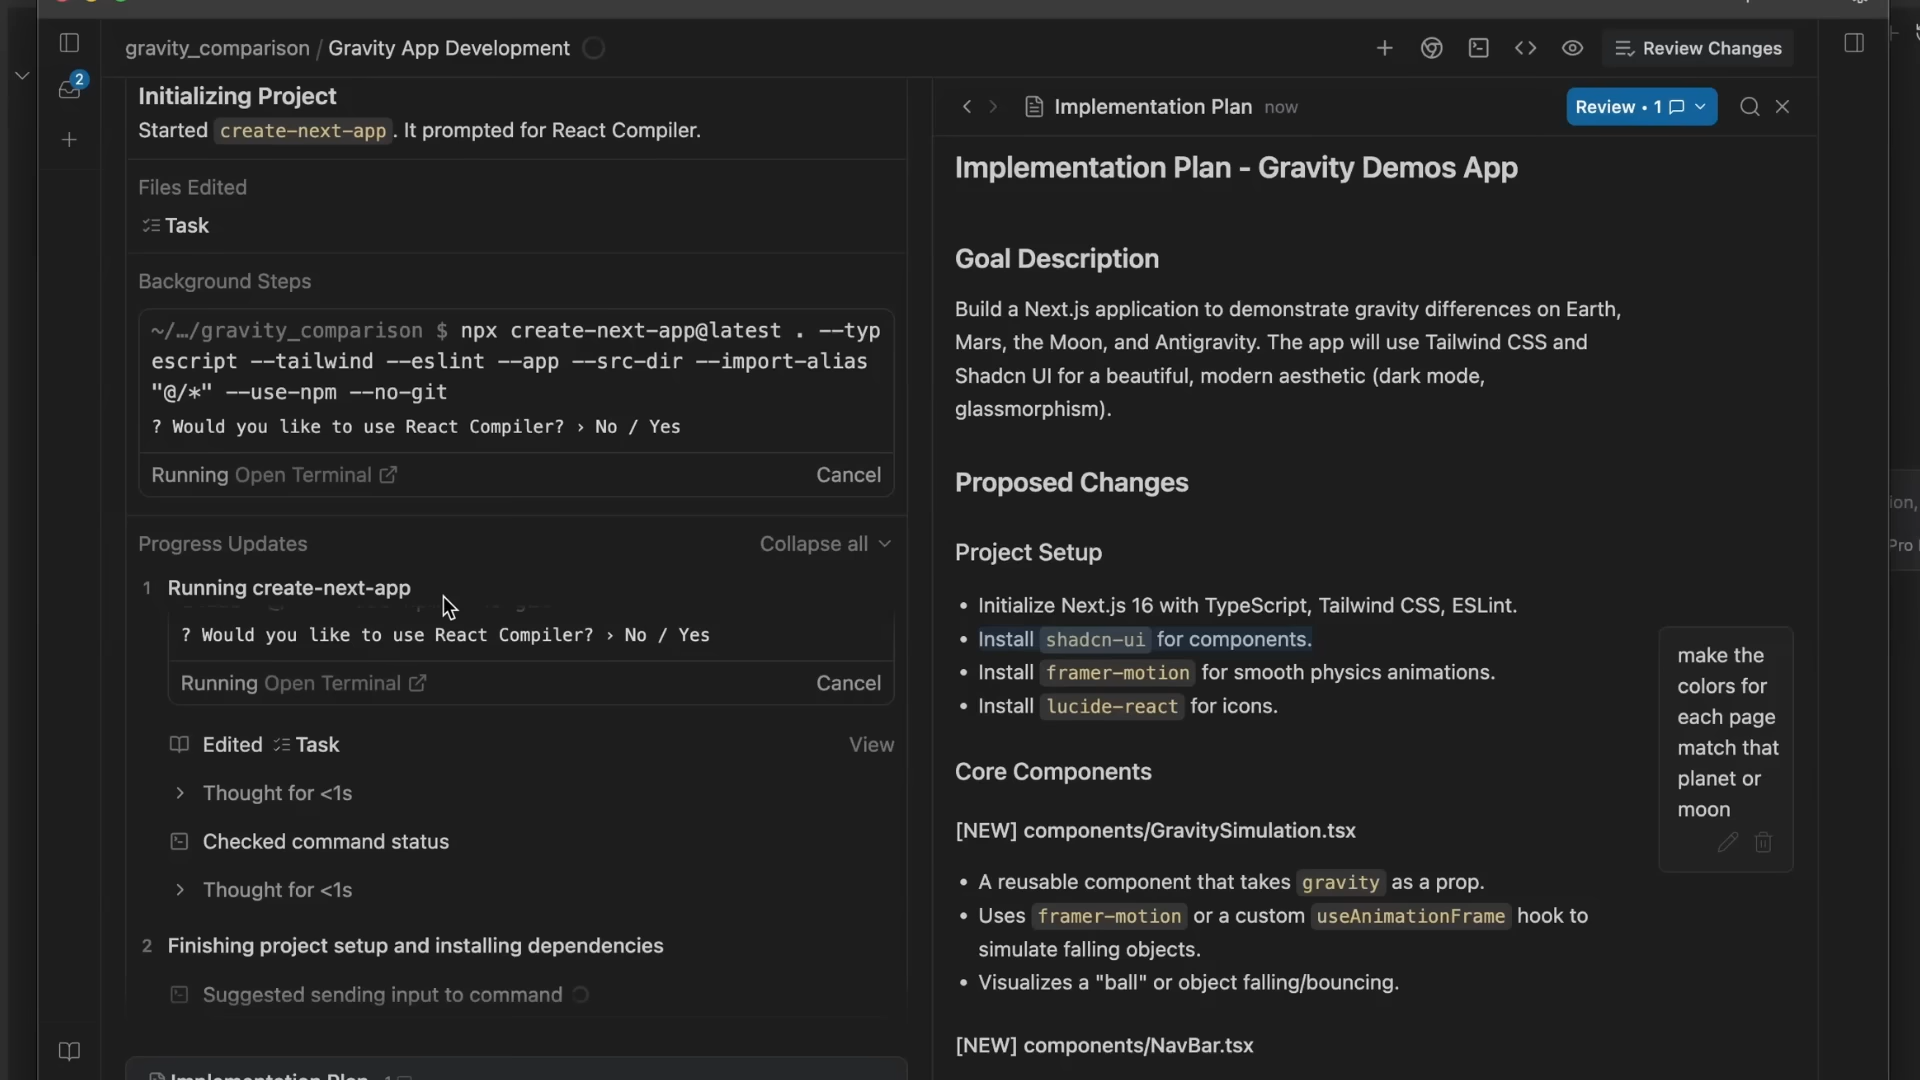 gravity_comparison / Gravity App Development
Review Changes
2
Initializing Project
Started create-next-app . It prompted for React Compiler.
Files Edited
Task
Background Steps
~/…/gravity_comparison $ npx create-next-app@latest . --typ
escript --tailwind --eslint --app --src-dir --import-alias
"@/*" --use-npm --no-git
? Would you like to use React Compiler? › No / Yes
Running Open Terminal
Cancel
Progress Updates
Collapse all
1 Running create-next-app
? Would you like to use React Compiler? › No / Yes
Running Open Terminal
Cancel
Edited Task
View
Thought for <1s
Checked command status
Thought for <1s
2 Finishing project setup and installing dependencies
Suggested sending input to command
Implementation Plan
Implementation Plan now
Review • 1
Implementation Plan - Gravity Demos App
Goal Description
Build a Next.js application to demonstrate gravity differences on Earth,
Mars, the Moon, and Antigravity. The app will use Tailwind CSS and
Shadcn UI for a beautiful, modern aesthetic (dark mode,
glassmorphism).
Proposed Changes
Project Setup
• Initialize Next.js 16 with TypeScript, Tailwind CSS, ESLint.
• Install shadcn-ui for components.
• Install framer-motion for smooth physics animations.
• Install lucide-react for icons.
Core Components
[NEW] components/GravitySimulation.tsx
• A reusable component that takes gravity as a prop.
• Uses framer-motion or a custom useAnimationFrame hook to
simulate falling objects.
• Visualizes a "ball" or object falling/bouncing.
[NEW] components/NavBar.tsx
make the
colors for
each page
match that
planet or
moon
ion,
Pro